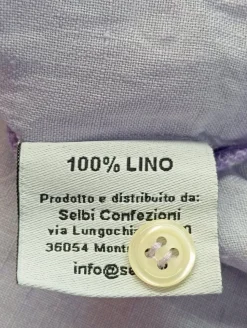 100% LINO
Prodotto e distribuito da:
Selbi Confezioni
via
36054